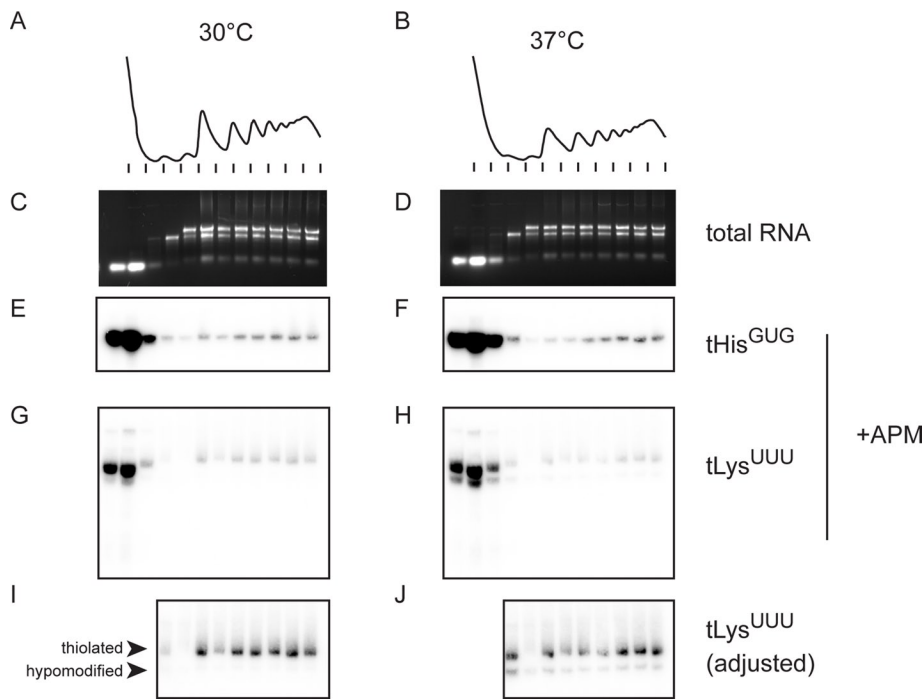 A
B
30°C
37°C
C
D
total RNA
E
F
tHisGUG
G
H
tLysUUU
+APM
I
J
thiolated
hypomodified
tLysUUU
(adjusted)